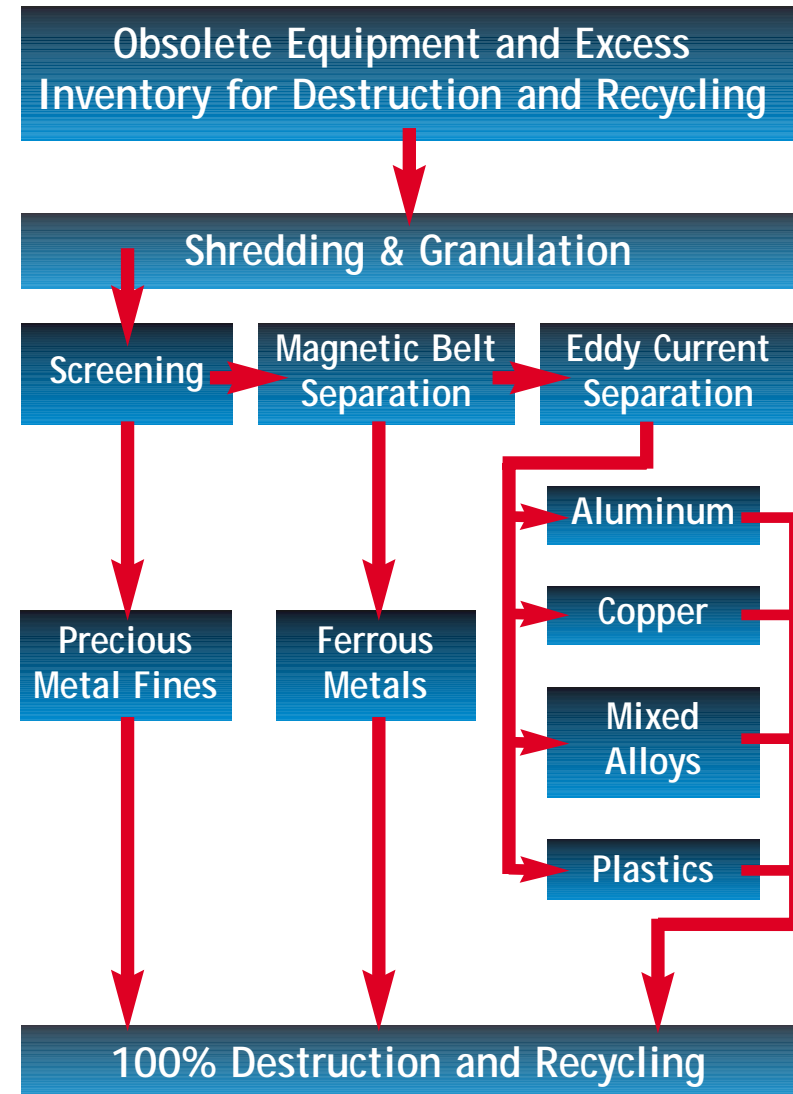 Obsolete Equipment and Excess
Inventory for Destruction and Recycling
Shredding & Granulation
Screening
Magnetic Belt
Separation
Eddy Current
Separation
Aluminum
Copper
Precious
Metal Fines
Ferrous
Metals
Mixed
Alloys
Plastics
100% Destruction and Recycling